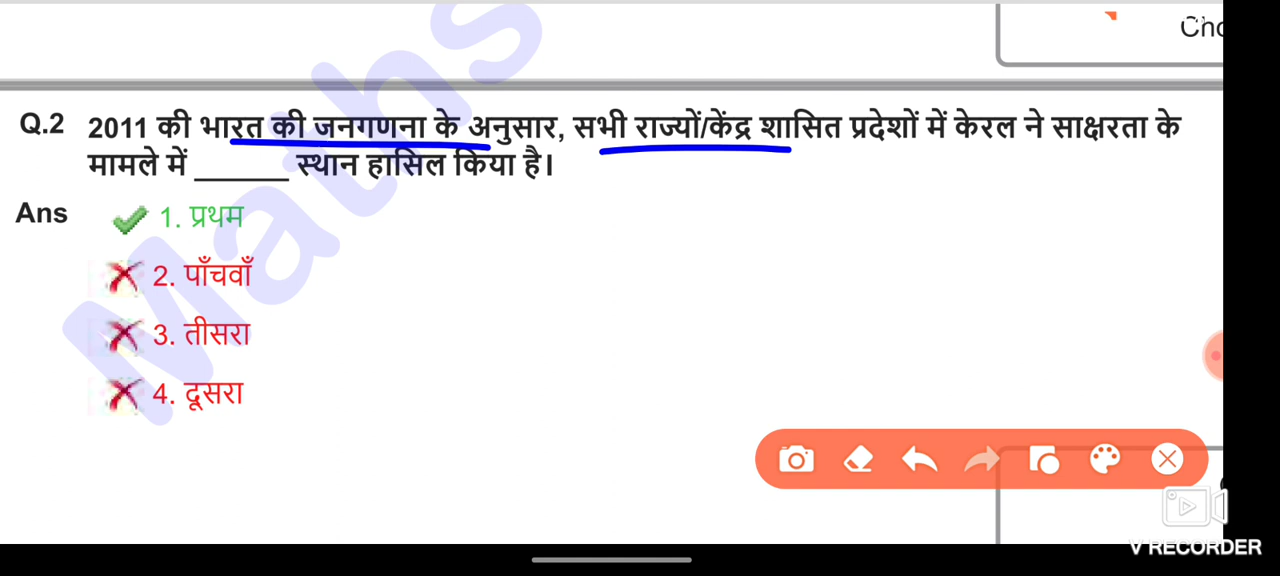 Maths
Q.2 2011 की भारत की जनगणना के अनुसार, सभी राज्यों/केंद्र शासित प्रदेशों में केरल ने साक्षरता के
मामले में ______ स्थान हासिल किया है।
Ans 1. प्रथम
2. पाँचवाँ
3. तीसरा
4. दूसरा
V RECORDER